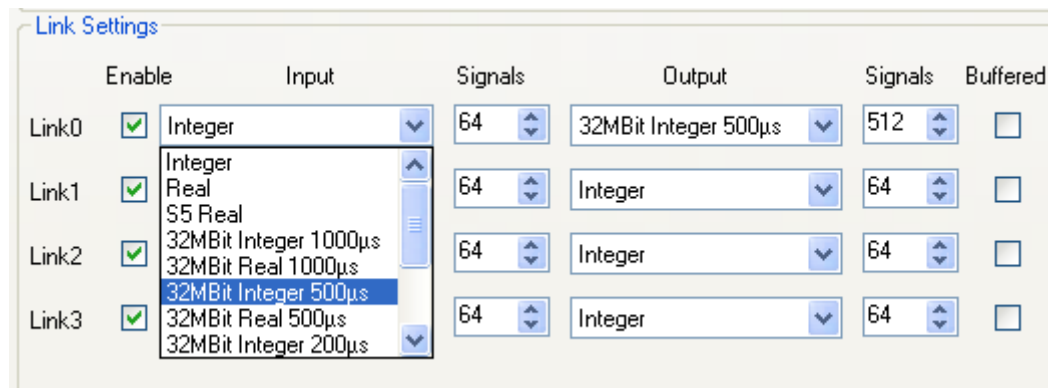 Link Settings
Enable Input Signals Output Signals Buffered
Link0 Integer 64 32MBit Integer 500µs 512
Integer
Real
Link1 64 Integer 64
S5 Real
32MBit Integer 1000µs
Link2 64 Integer 64
32MBit Real 1000µs
32MBit Integer 500µs
Link3 32MBit Real 500µs 64 Integer 64
32MBit Integer 200µs